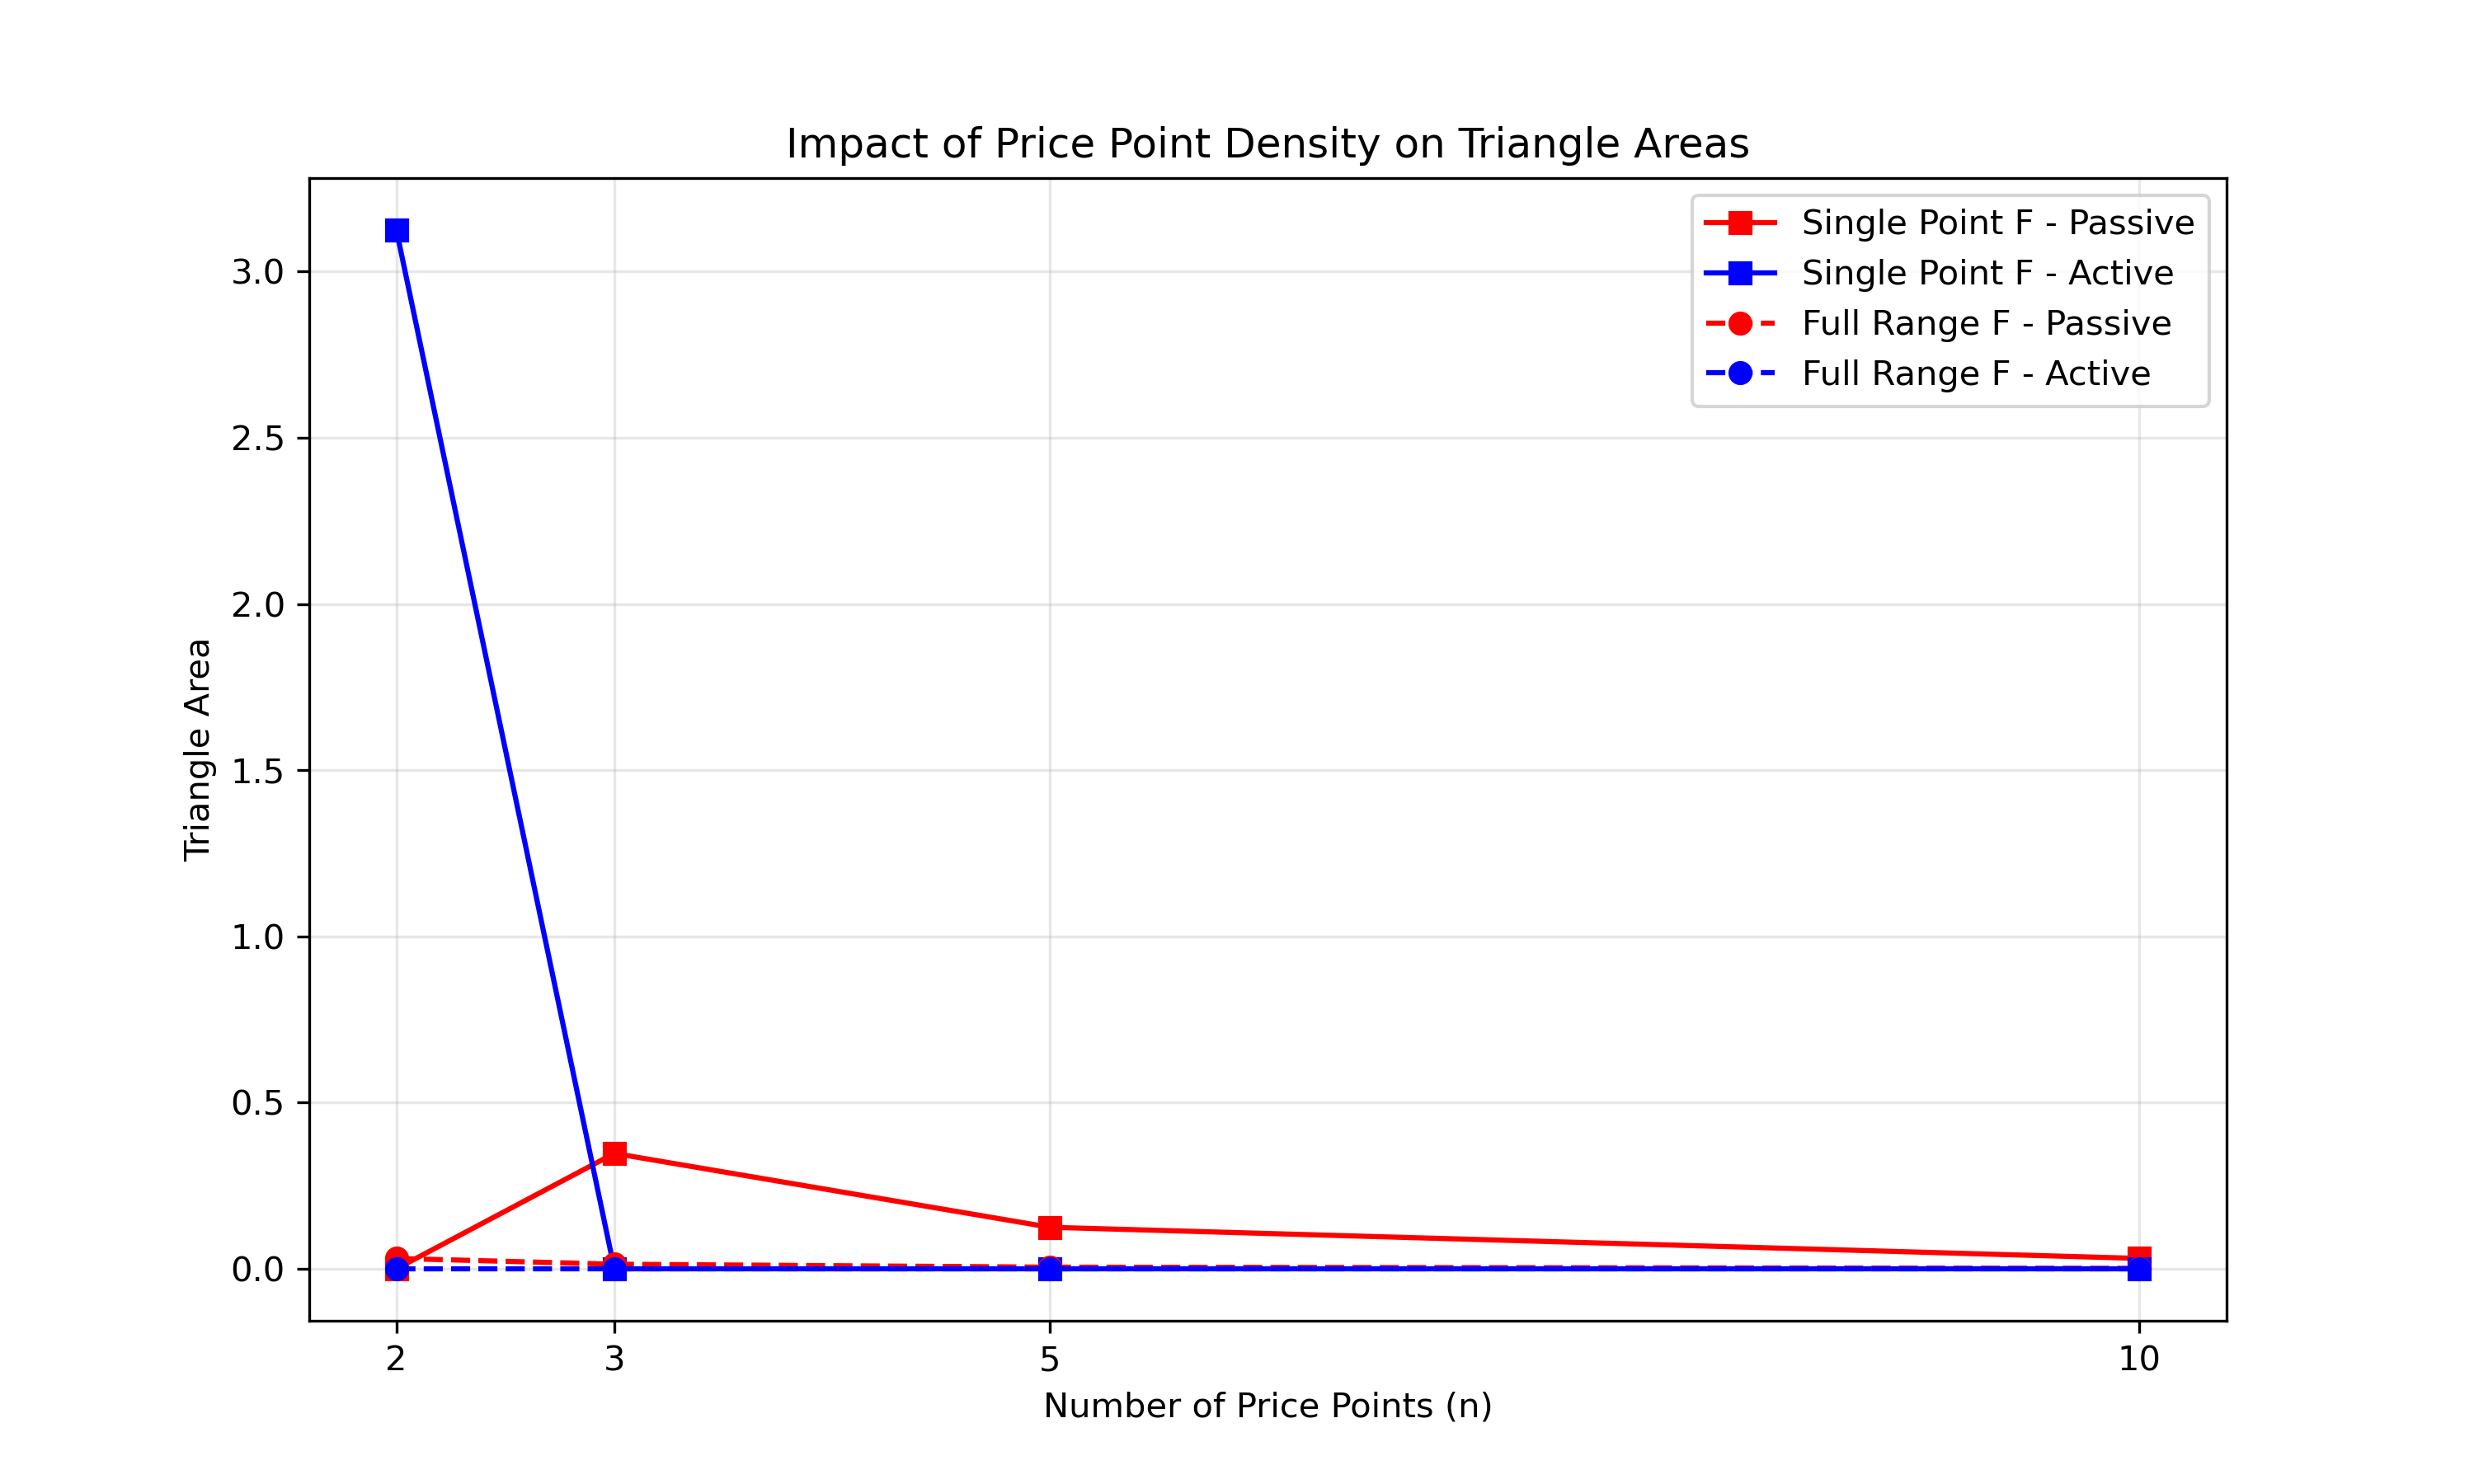 Impact of Price Point Density on Triangle Areas
Single Point F - Passive
Single Point F - Active
Full Range F - Passive
Full Range F - Active
Triangle Area
3.0
2.5
2.0
1.5
1.0
0.5
0.0
2 3 5 10
Number of Price Points (n)